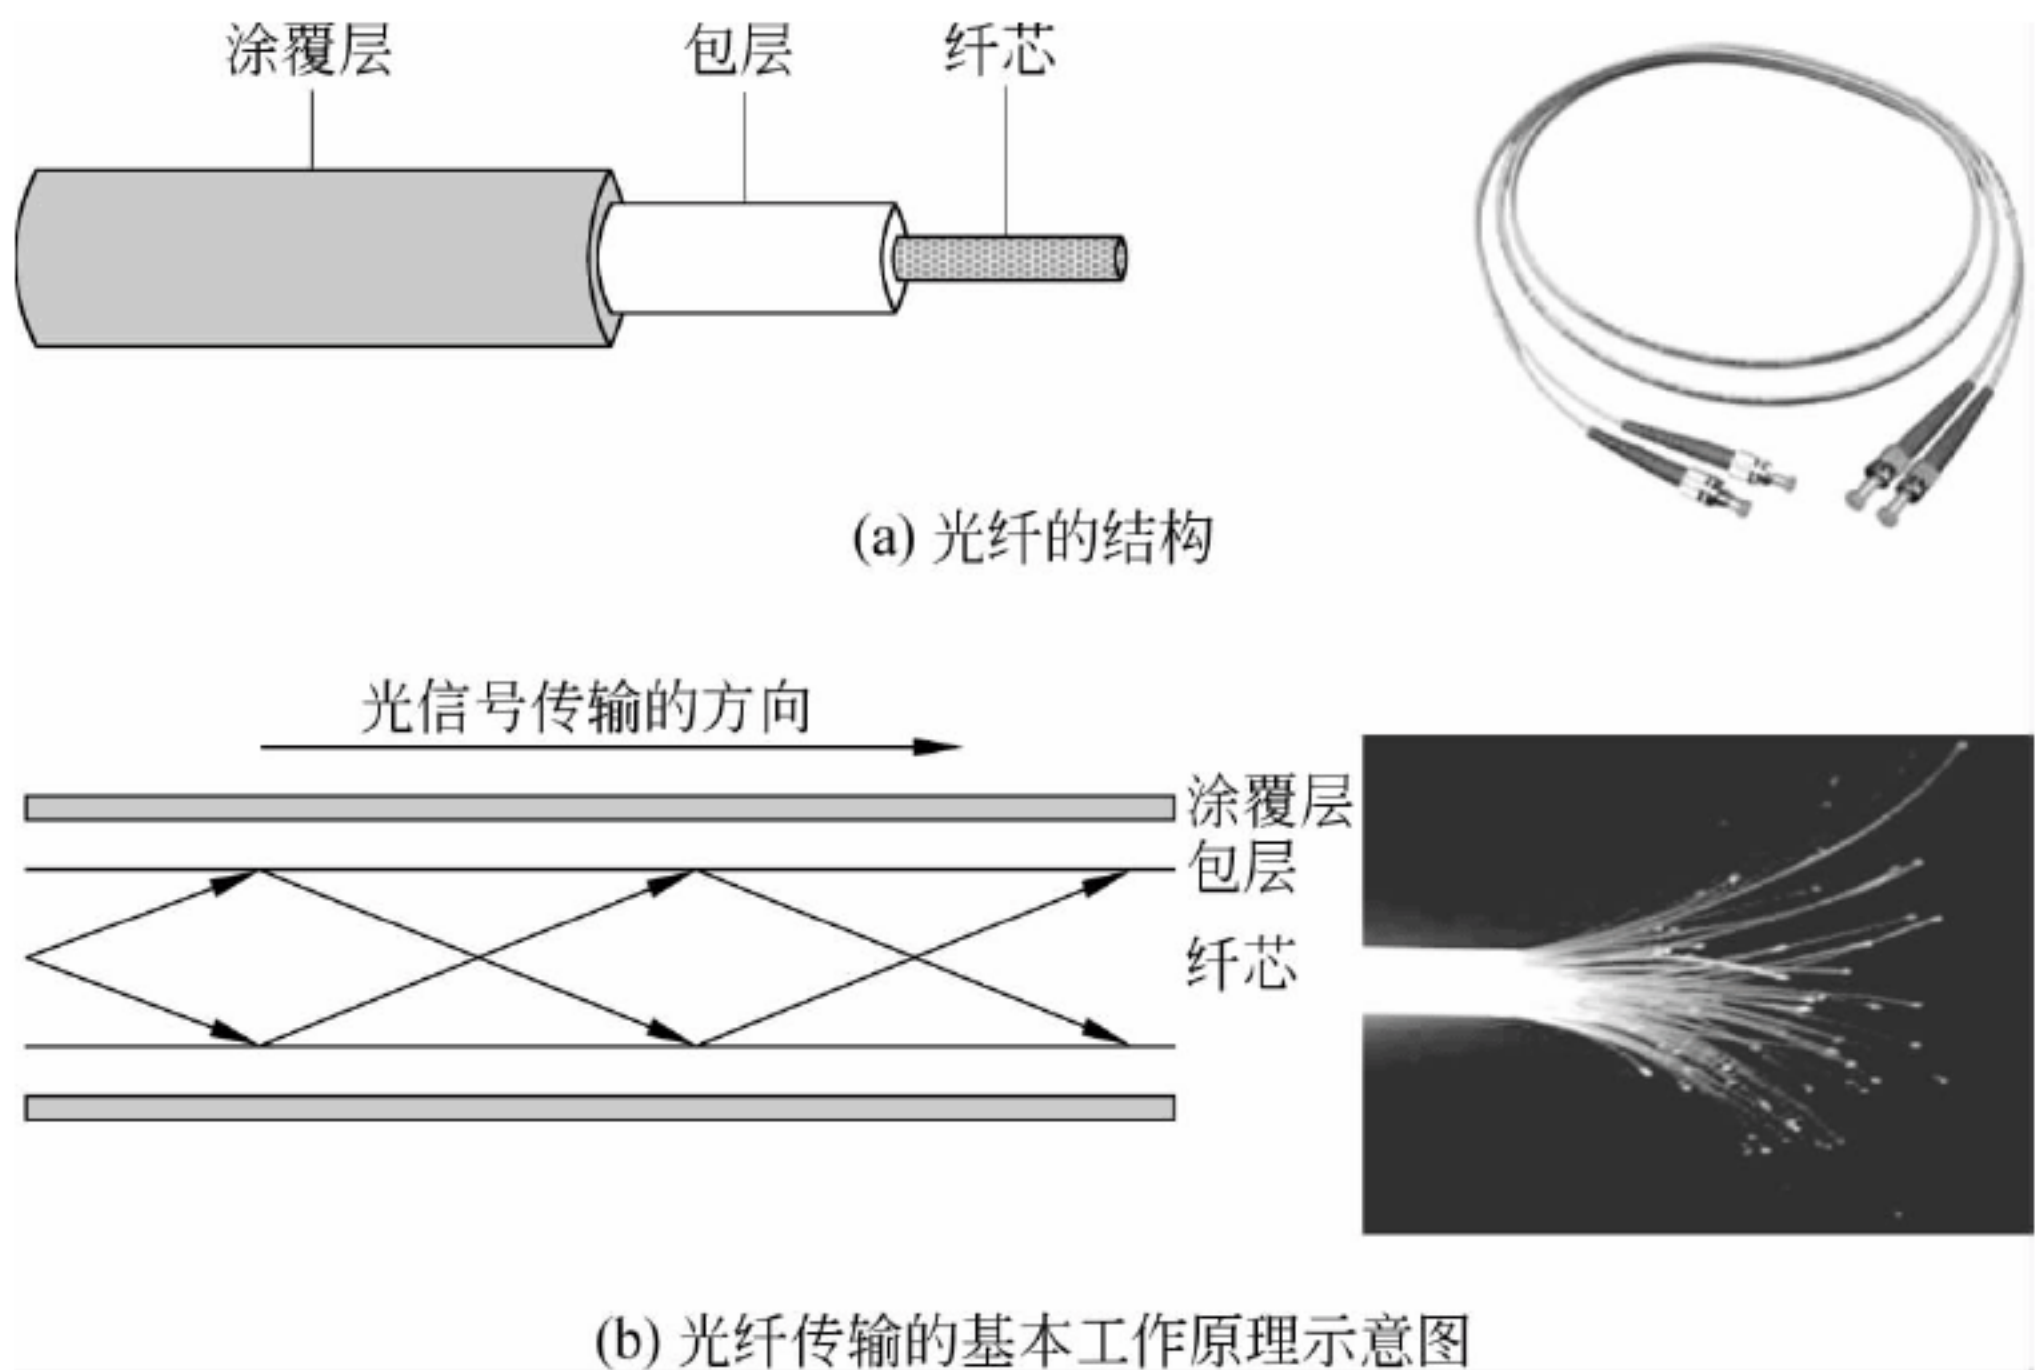 涂覆层
包层
纤芯
(a) 光纤的结构
光信号传输的方向
涂覆层
包层
纤芯
(b) 光纤传输的基本工作原理示意图